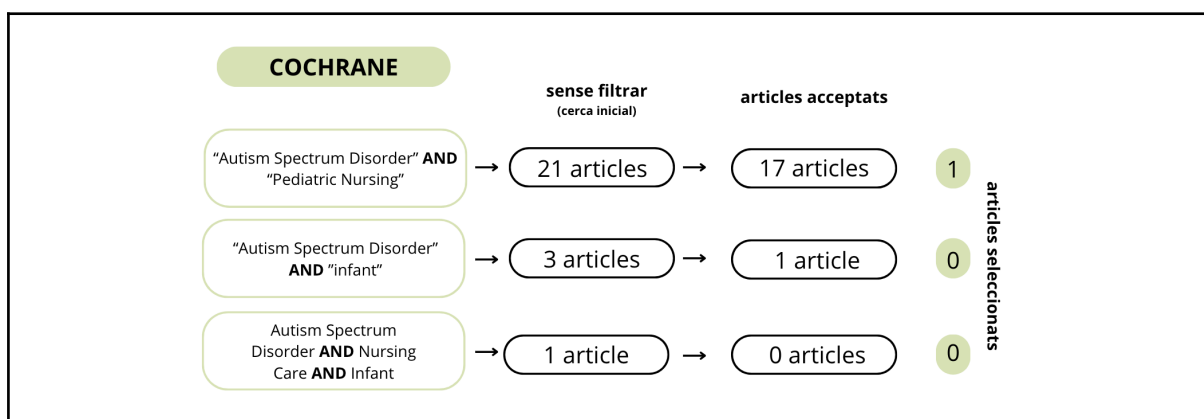 COCHRANE
sense filtrar
(cerca inicial)
articles acceptats
“Autism Spectrum Disorder” AND
“Pediatric Nursing”
21 articles
17 articles
1
“Autism Spectrum Disorder”
AND ”infant”
3 articles
1 article
0
Autism Spectrum
Disorder AND Nursing
Care AND Infant
1 article
0 articles
0
articles seleccionats